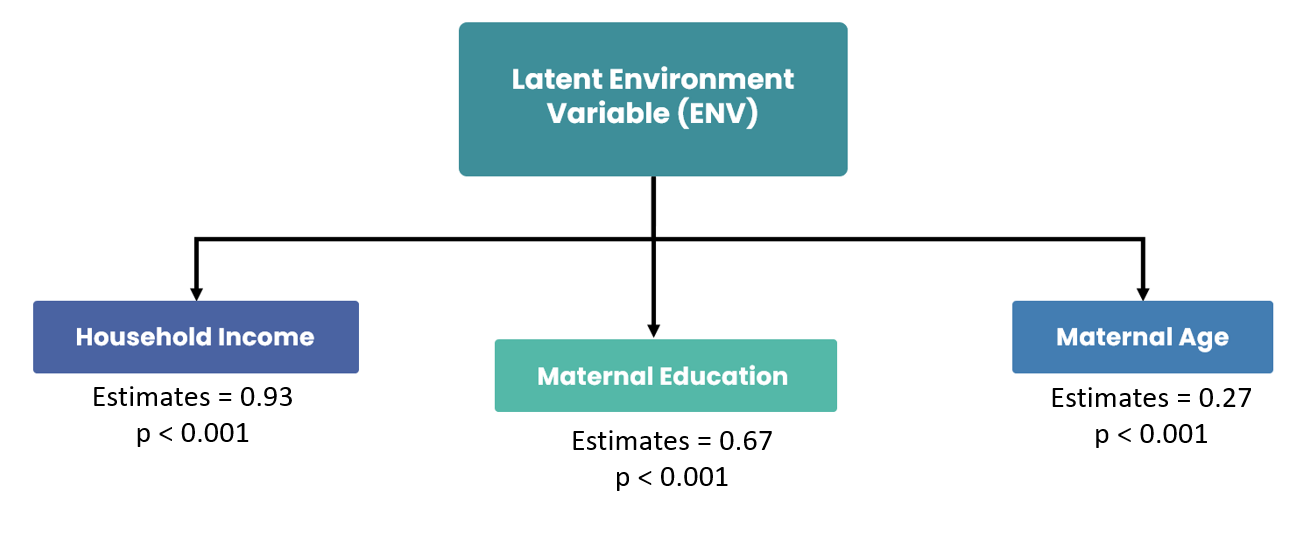 Latent Environment
Variable (ENV)
Household Income
Estimates = 0.93
p < 0.001
Maternal Education
Estimates = 0.67
p < 0.001
Maternal Age
Estimates = 0.27
p < 0.001